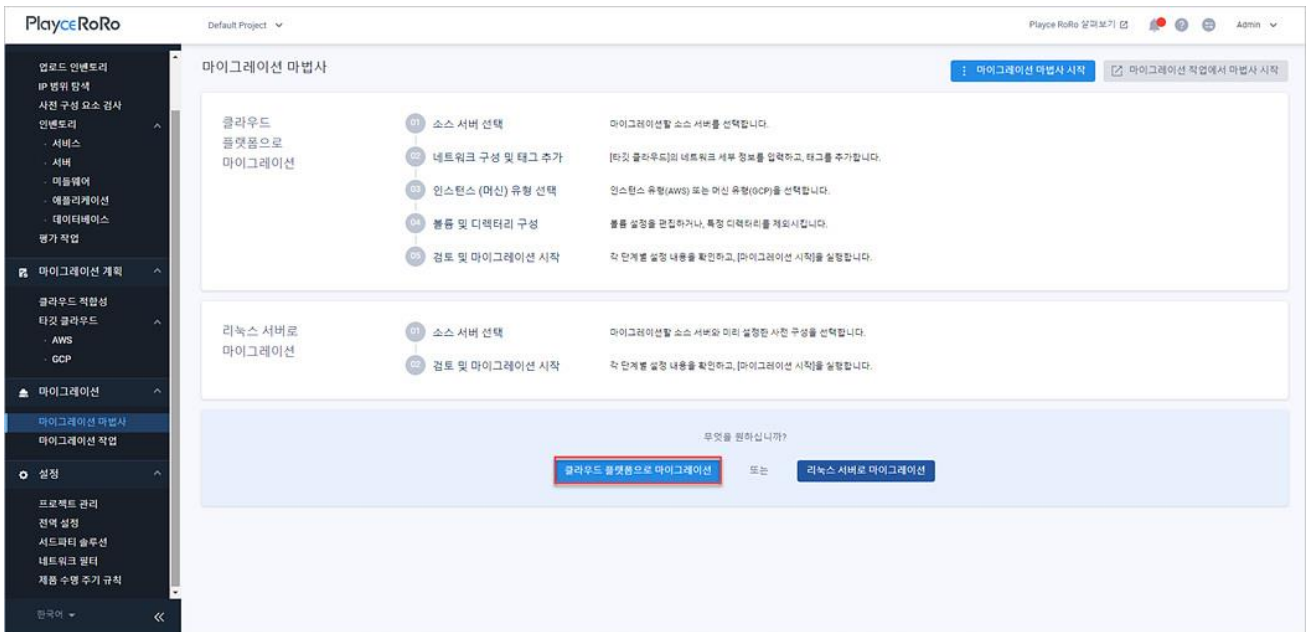 PlayceRoRo
Default Project
Playce RoRo 살펴보기
Admin
업로드 인벤토리
IP 범위 탐색
사전 구성 요소 검사
인벤토리
· 서비스
· 서버
· 미들웨어
· 애플리케이션
· 데이터베이스
평가 작업
마이그레이션 계획
클라우드 적합성
타깃 클라우드
· AWS
· GCP
마이그레이션
마이그레이션 마법사
마이그레이션 작업
설정
프로젝트 관리
전역 설정
서드파티 솔루션
네트워크 필터
제품 수명 주기 규칙
한국어
마이그레이션 마법사
마이그레이션 마법사 시작
마이그레이션 작업에서 마법사 시작
클라우드
플랫폼으로
마이그레이션
01 소스 서버 선택 마이그레이션할 소스 서버를 선택합니다.
02 네트워크 구성 및 태그 추가 [타깃 클라우드]의 네트워크 세부 정보를 입력하고, 태그를 추가합니다.
03 인스턴스 (머신) 유형 선택 인스턴스 유형(AWS) 또는 머신 유형(GCP)을 선택합니다.
04 볼륨 및 디렉터리 구성 볼륨 설정을 편집하거나, 특정 디렉터리를 제외시킵니다.
05 검토 및 마이그레이션 시작 각 단계별 설정 내용을 확인하고, [마이그레이션 시작]을 실행합니다.
리눅스 서버로
마이그레이션
01 소스 서버 선택 마이그레이션할 소스 서버와 미리 설정한 사전 구성을 선택합니다.
02 검토 및 마이그레이션 시작 각 단계별 설정 내용을 확인하고, [마이그레이션 시작]을 실행합니다.
무엇을 원하십니까?
클라우드 플랫폼으로 마이그레이션 또는 리눅스 서버로 마이그레이션